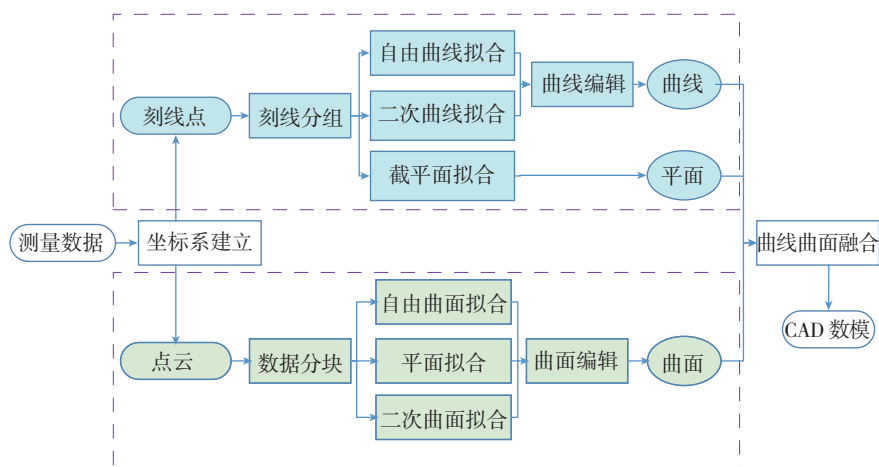 自由曲线拟合
刻线点
刻线分组
二次曲线拟合
曲线编辑
曲线
截平面拟合
平面
测量数据
坐标系建立
曲线曲面融合
自由曲面拟合
CAD 数模
点云
数据分块
平面拟合
曲面编辑
曲面
二次曲面拟合